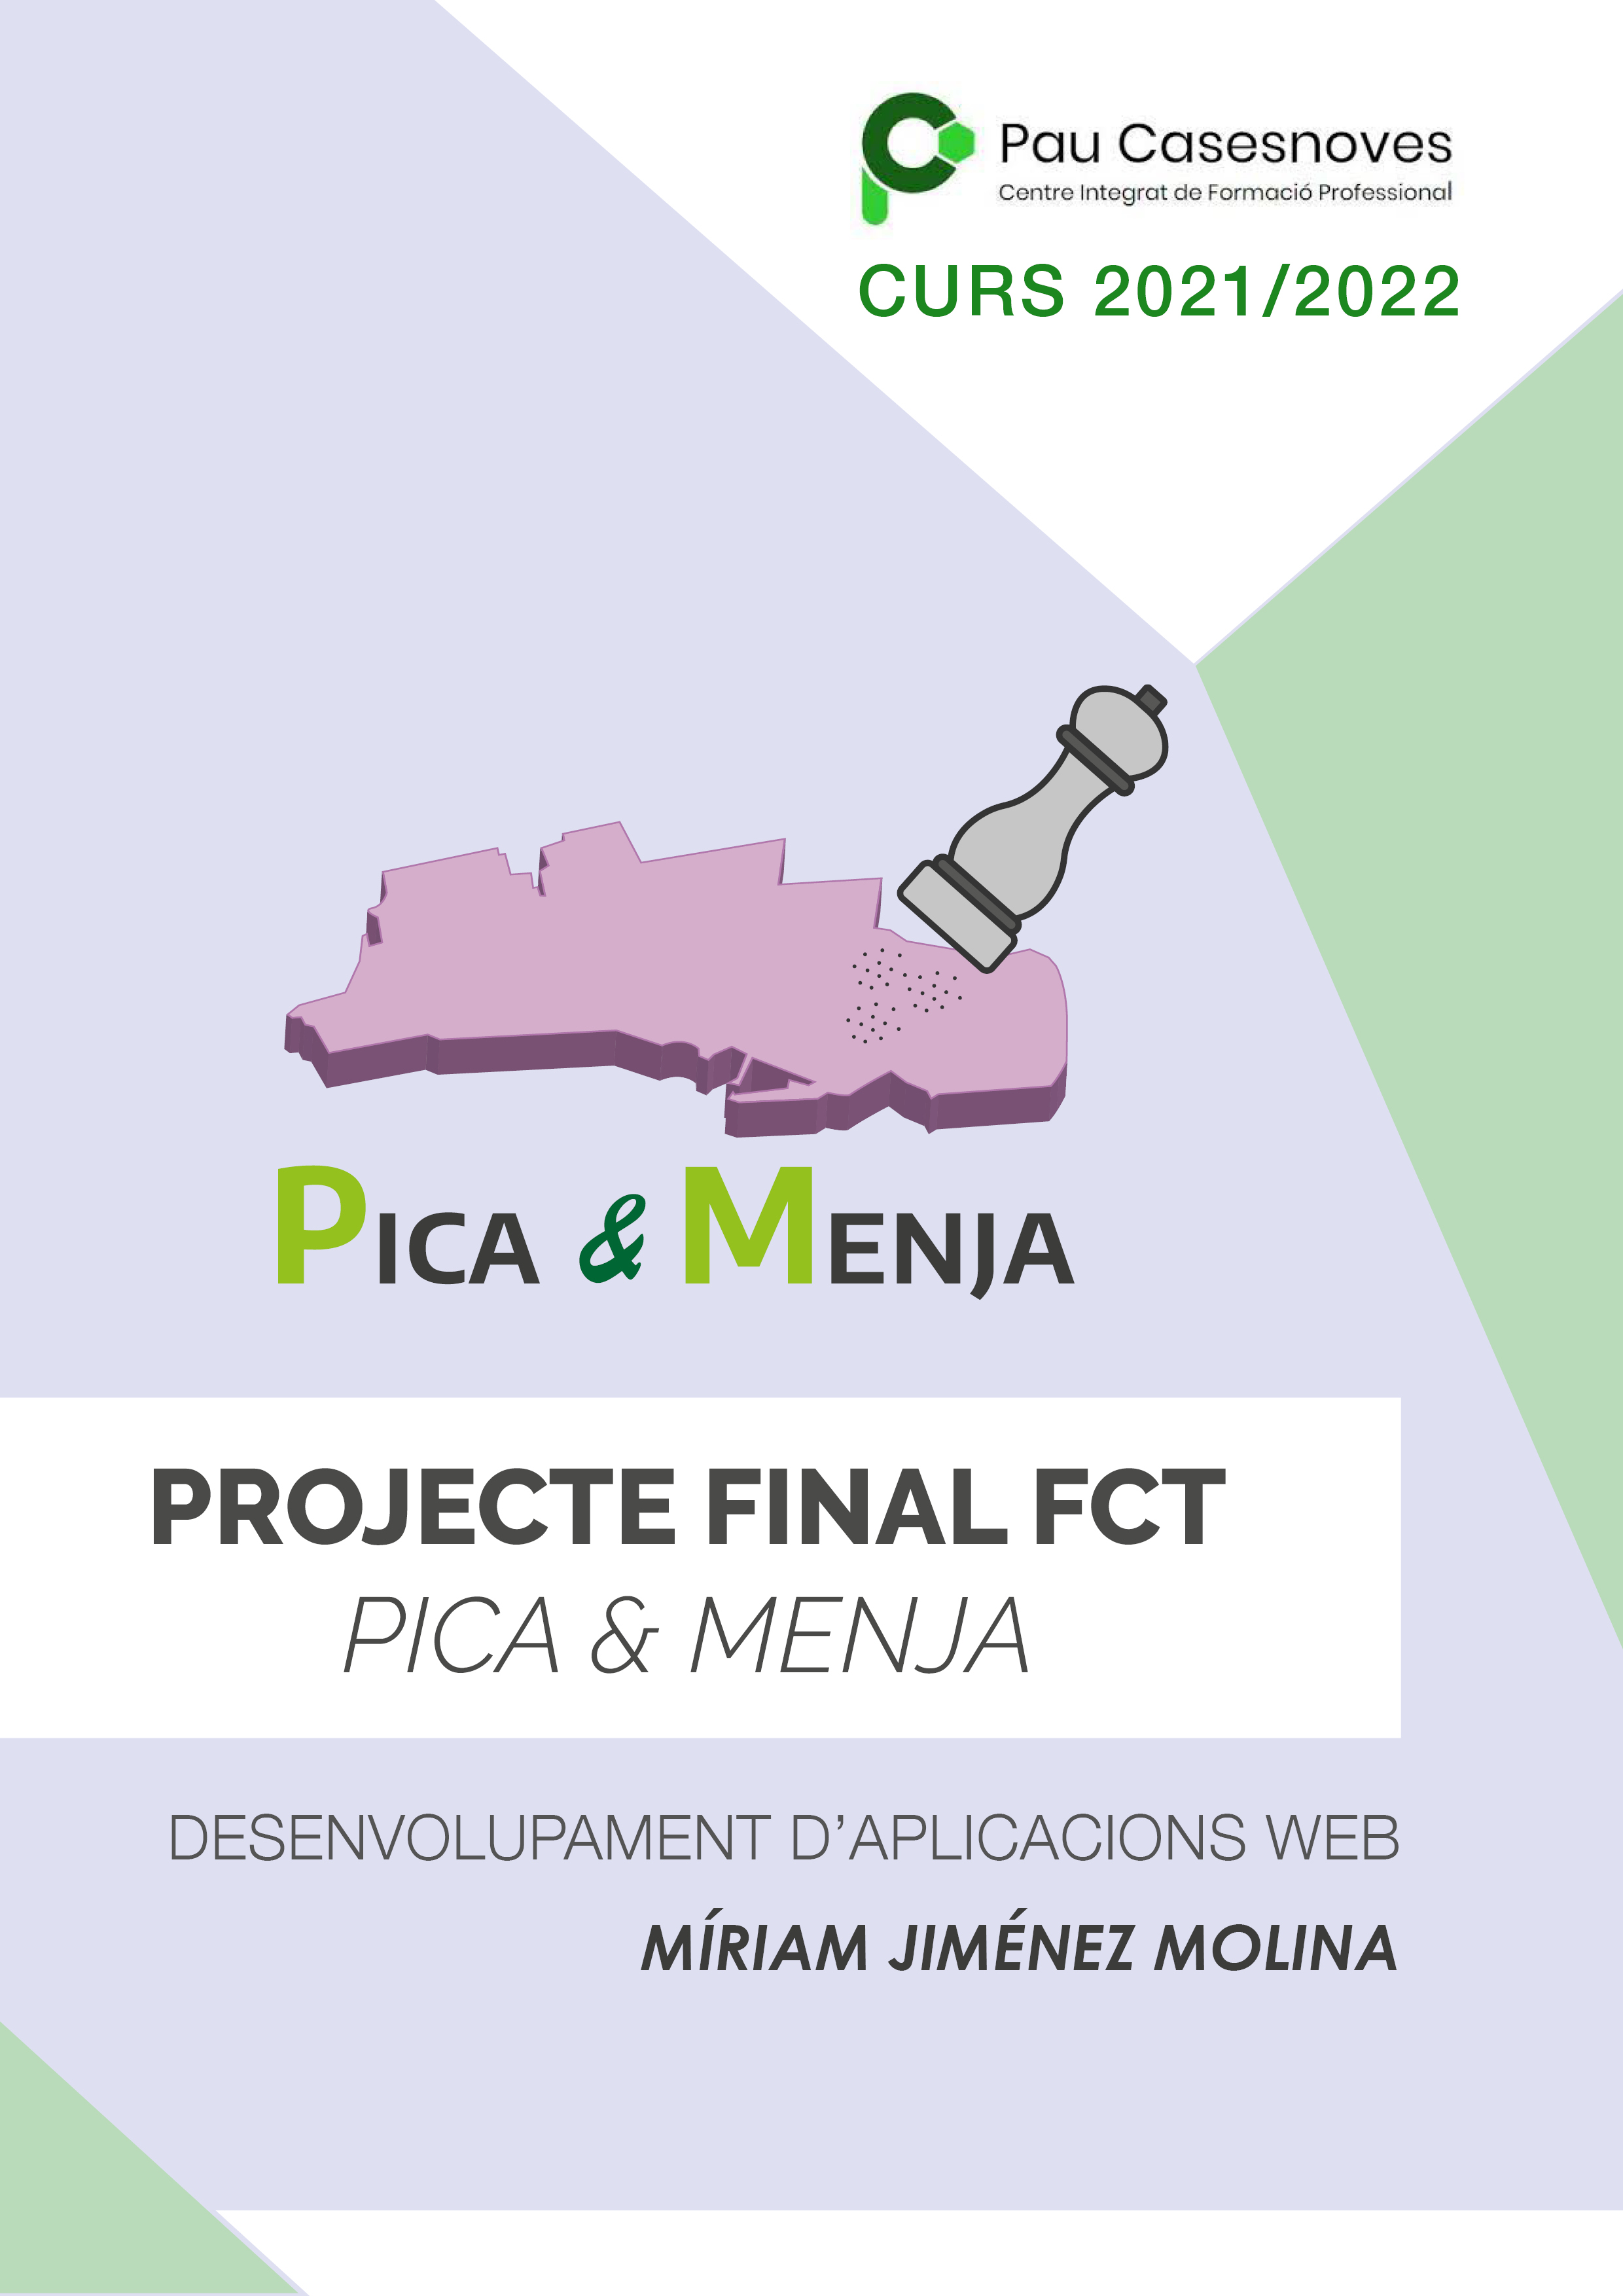 Pau Casesnoves
Centre Integrat de Formació Professional
CURS 2021/2022
PICA & MENJA
PROJECTE FINAL FCT
PICA & MENJA
DESENVOLUPAMENT D’APLICACIONS WEB
MÍRIAM JIMÉNEZ MOLINA